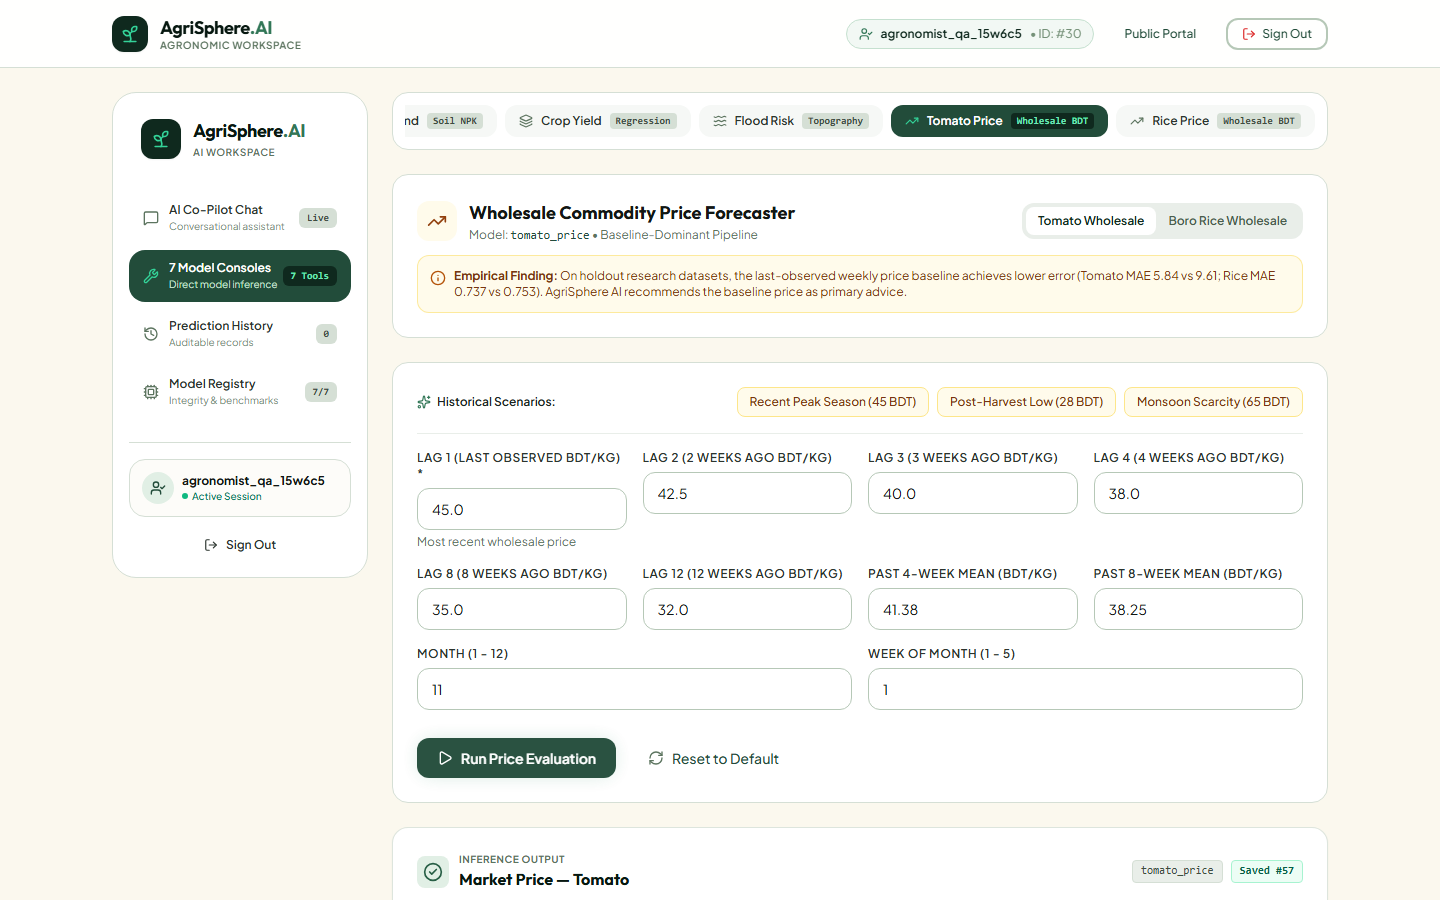 AgriSphere.AI
AGRONOMIC WORKSPACE
agronomist_qa_15w6c5 • ID: #30
Public Portal
Sign Out
AgriSphere.AI
AI WORKSPACE
AI Co-Pilot Chat
Conversational assistant
Live
7 Model Consoles
Direct model inference
7 Tools
Prediction History
Auditable records
0
Model Registry
Integrity & benchmarks
7/7
agronomist_qa_15w6c5
Active Session
Sign Out
nd Soil NPK
Crop Yield Regression
Flood Risk Topography
Tomato Price Wholesale BDT
Rice Price Wholesale BDT
Wholesale Commodity Price Forecaster
Model: tomato_price • Baseline-Dominant Pipeline
Tomato Wholesale
Boro Rice Wholesale
Empirical Finding: On holdout research datasets, the last-observed weekly price baseline achieves lower error (Tomato MAE 5.84 vs 9.61; Rice MAE
0.737 vs 0.753). AgriSphere AI recommends the baseline price as primary advice.
Historical Scenarios:
Recent Peak Season (45 BDT)
Post-Harvest Low (28 BDT)
Monsoon Scarcity (65 BDT)
LAG 1 (LAST OBSERVED BDT/KG)
*
45.0
Most recent wholesale price
LAG 2 (2 WEEKS AGO BDT/KG)
42.5
LAG 3 (3 WEEKS AGO BDT/KG)
40.0
LAG 4 (4 WEEKS AGO BDT/KG)
38.0
LAG 8 (8 WEEKS AGO BDT/KG)
35.0
LAG 12 (12 WEEKS AGO BDT/KG)
32.0
PAST 4-WEEK MEAN (BDT/KG)
41.38
PAST 8-WEEK MEAN (BDT/KG)
38.25
MONTH (1 - 12)
11
WEEK OF MONTH (1 - 5)
1
Run Price Evaluation
Reset to Default
INFERENCE OUTPUT
Market Price — Tomato
tomato_price
Saved #57